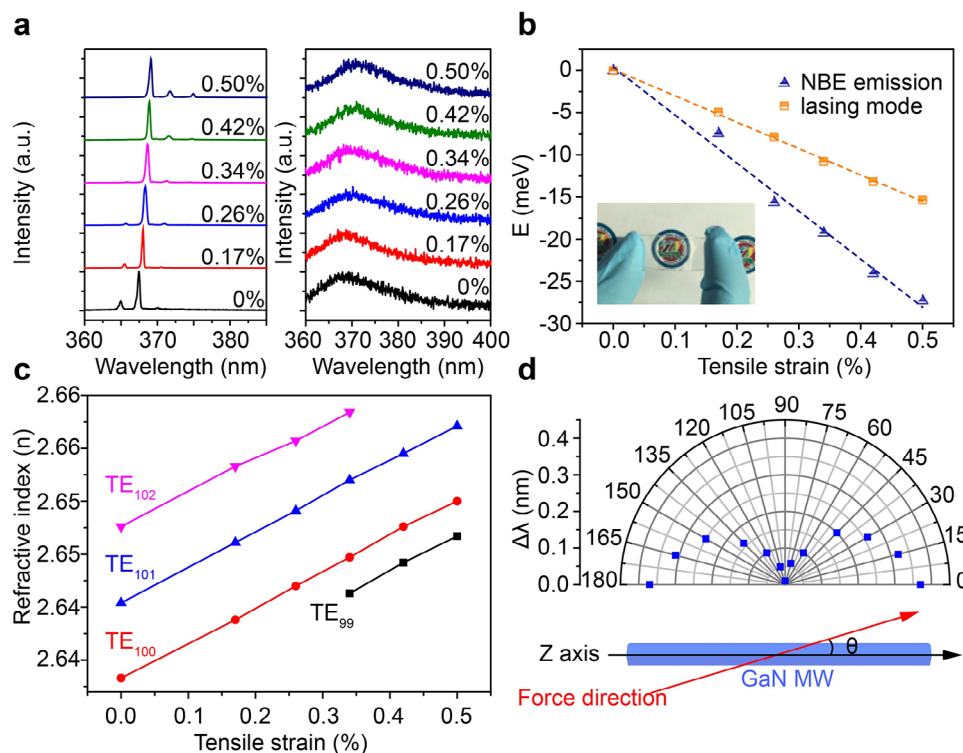 a
Intensity (a.u.)
0.50%
0.42%
0.34%
0.26%
0.17%
0%
360 370 380
Wavelength (nm)
Intensity (a.u.)
0.50%
0.42%
0.34%
0.26%
0.17%
0%
360 370 380 390 400
Wavelength (nm)
b
E (meV)
0
-5
-10
-15
-20
-25
-30
NBE emission
lasing mode
0.0 0.1 0.2 0.3 0.4 0.5
Tensile strain (%)
c
Refractive index (n)
2.66
2.66
2.65
2.65
2.64
2.64
TE102
TE101
TE100
TE99
0.0 0.1 0.2 0.3 0.4 0.5
Tensile strain (%)
d
Δλ (nm)
0.4
0.3
0.2
0.1
0.0
0
15
30
45
60
75
90
105
120
135
150
165
180
Z axis
θ
GaN MW
Force direction